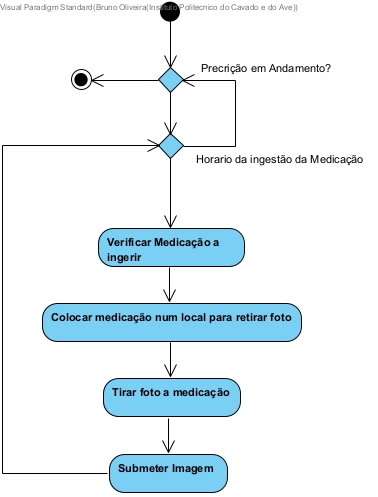 Visual Paradigm Standard(Bruno Oliveira(Instituto Politecnico do Cavado e do Ave))
Precrição em Andamento?
Horario da ingestão da Medicação
Verificar Medicação a
ingerir
Colocar medicação num local para retirar foto
Tirar foto a medicação
Submeter Imagem